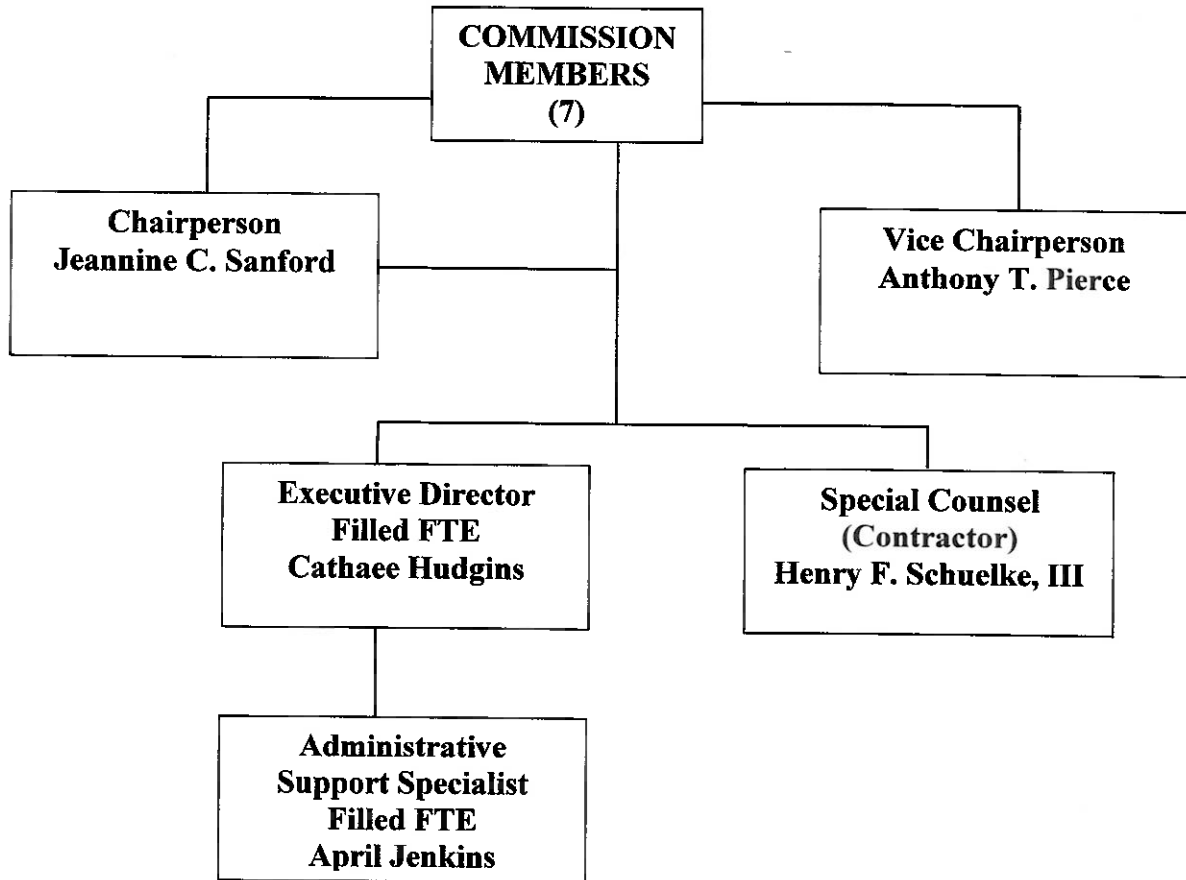 COMMISSION
MEMBERS
(7)
Chairperson
Jeannine C. Sanford
Vice Chairperson
Anthony T. Pierce
Executive Director
Filled FTE
Cathaee Hudgins
Special Counsel
(Contractor)
Henry F. Schuelke, III
Administrative
Support Specialist
Filled FTE
April Jenkins